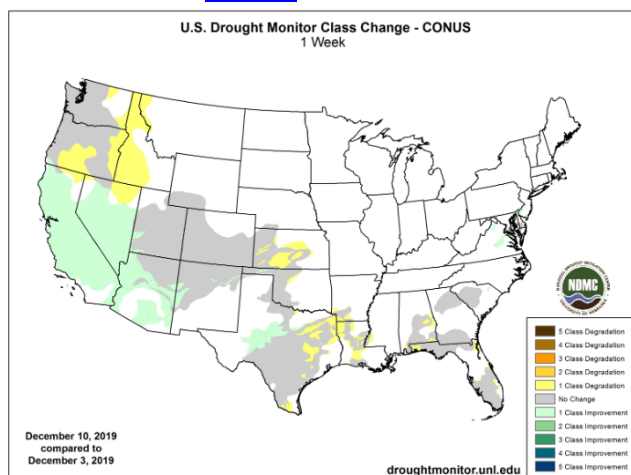 U.S. Drought Monitor Class Change - CONUS
1 Week
NDMC
5 Class Degradation
4 Class Degradation
3 Class Degradation
2 Class Degradation
1 Class Degradation
No Change
1 Class Improvement
2 Class Improvement
3 Class Improvement
4 Class Improvement
5 Class Improvement
December 10, 2019
compared to
December 3, 2019
droughtmonitor.unl.edu